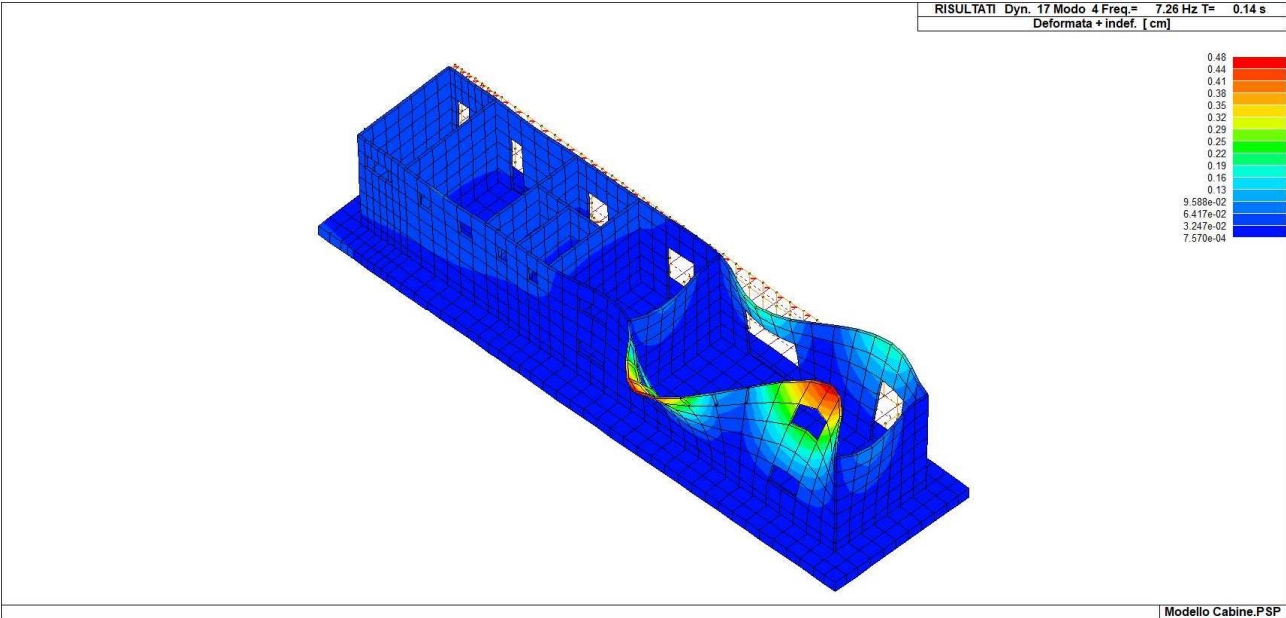 RISULTATI Dyn. 17 Modo 4 Freq.= 7.26 Hz T= 0.14 s
Deformata + indef. [ cm]
0.48
0.44
0.41
0.38
0.35
0.32
0.29
0.25
0.22
0.19
0.16
0.13
9.588e-02
6.417e-02
3.247e-02
7.570e-04
Modello Cabine.PSP